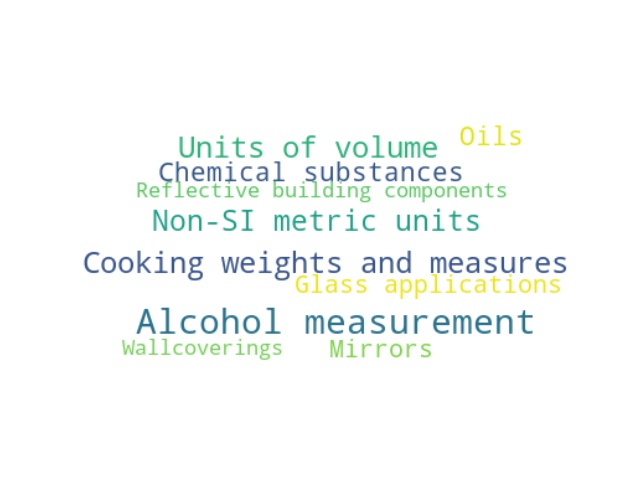 Oils
Units of volume
Chemical substances
Reflective building components
Non-SI metric units
Cooking weights and measures
Glass applications
Alcohol measurement
Wallcoverings
Mirrors